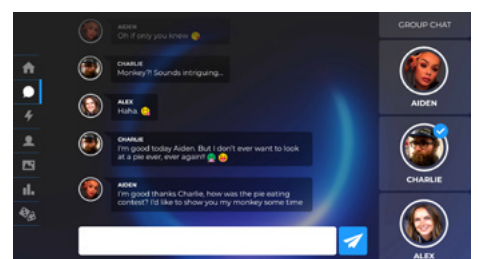 GROUP CHAT
AIDEN
Oh if only you knew
CHARLIE
Monkey?! Sounds intriguing...
ALEX
Haha.
CHARLIE
I'm good today Aiden. But I don't ever want to look
at a pie ever, ever again!!
AIDEN
I'm good thanks Charlie, how was the pie eating
contest? I'd like to show you my monkey some time
AIDEN
CHARLIE
ALEX